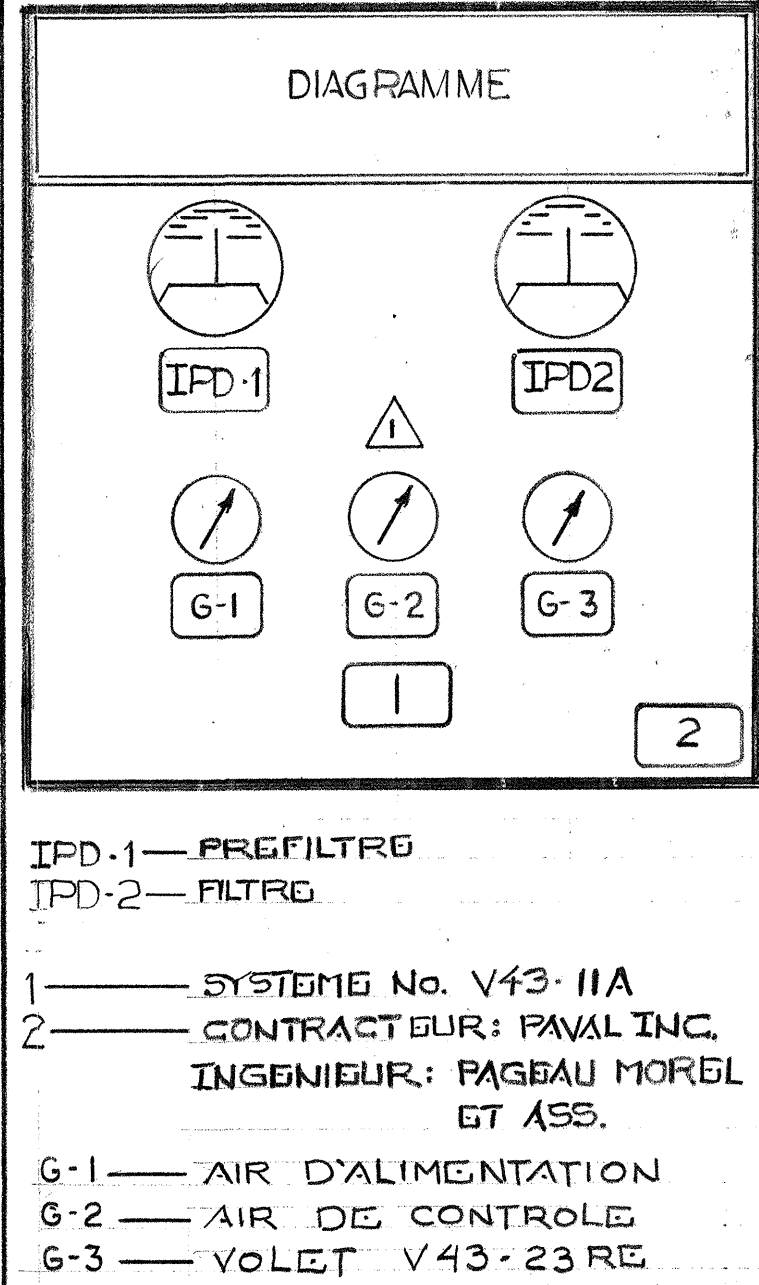 DIAGRAMME
IPD-1 IPD2
1
G-1 G-2 G-3
1
2
IPD-1 — PREFILTRE
IPD-2 — FILTRE
1 — SYSTEME No. V43-11A
2 — CONTRACTEUR: PAVAL INC.
INGENIEUR: PAGEAU MOREL
ET ASS.
G-1 — AIR D'ALIMENTATION
G-2 — AIR DE CONTROLE
G-3 — VOLET V43-23RE